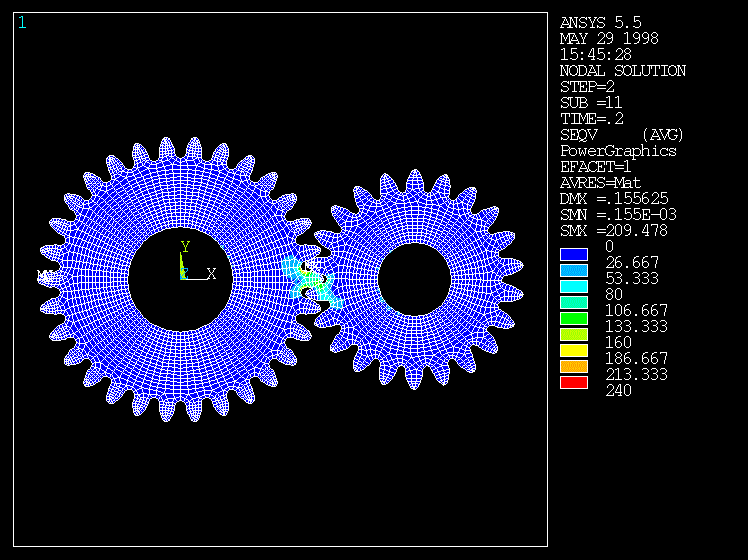 1
ANSYS 5.5
MAY 29 1998
15:45:28
NODAL SOLUTION
STEP=2
SUB =11
TIME=.2
SEQV (AVG)
PowerGraphics
EFACET=1
AVRES=Mat
DMX =.155625
SMN =.155E-03
SMX =209.478
0
26.667
53.333
80
106.667
133.333
160
186.667
213.333
240
Y
X